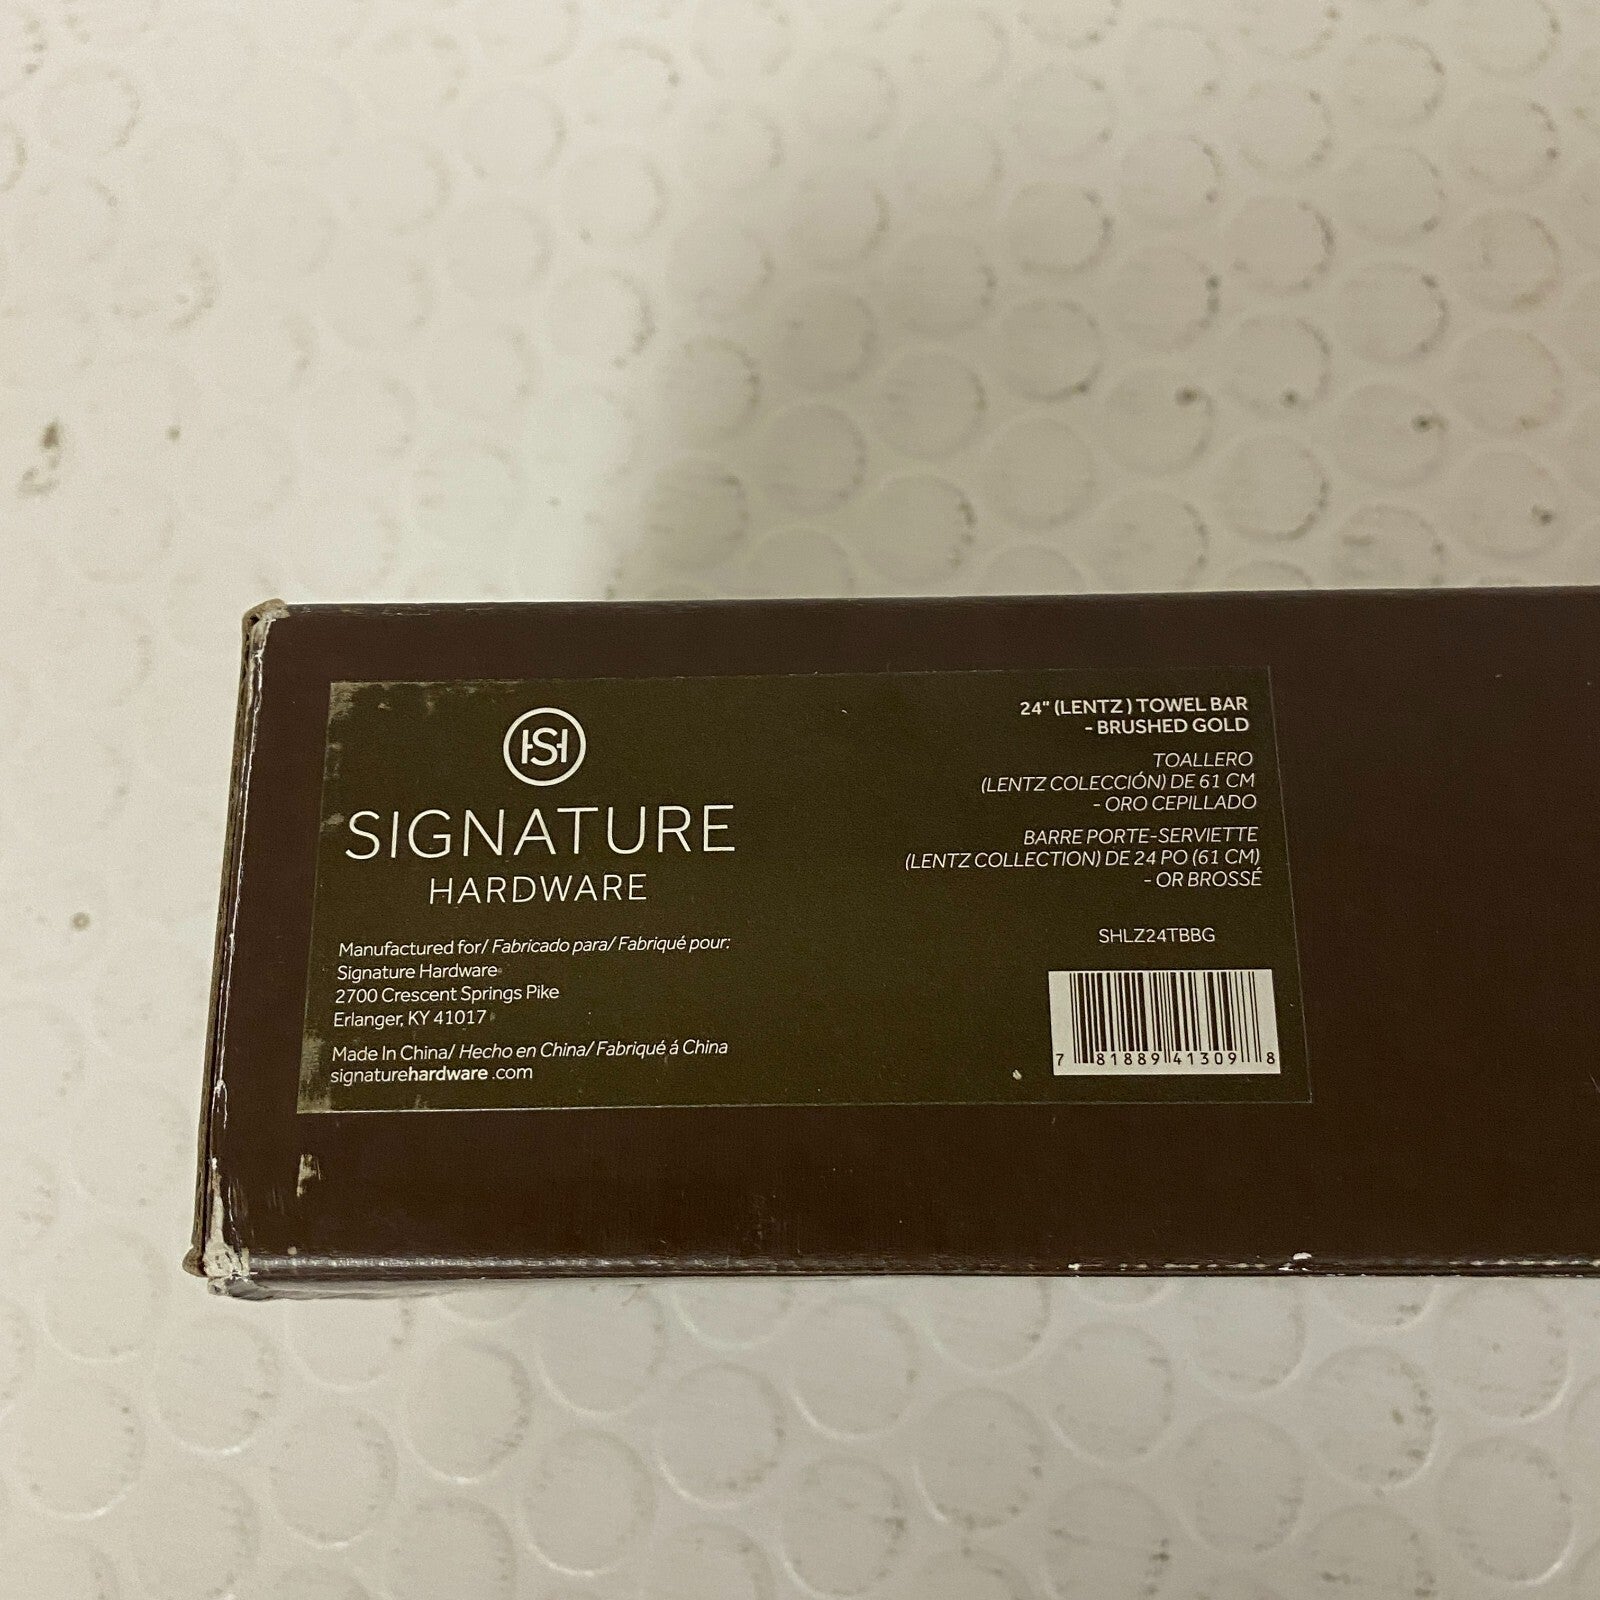 SH
SIGNATURE
HARDWARE
Manufactured for/ Fabricado para/ Fabriqué pour:
Signature Hardware
2700 Crescent Springs Pike
Erlanger, KY 41017
Made In China/ Hecho en China/ Fabriqué á China
signaturehardware .com
24" (LENTZ ) TOWEL BAR
- BRUSHED GOLD
TOALLERO
(LENTZ COLECCIÓN) DE 61 CM
- ORO CEPILLADO
BARRE PORTE-SERVIETTE
(LENTZ COLLECTION) DE 24 PO (61 CM)
- OR BROSSÉ
SHLZ24TBBG
7 81889 41309 8